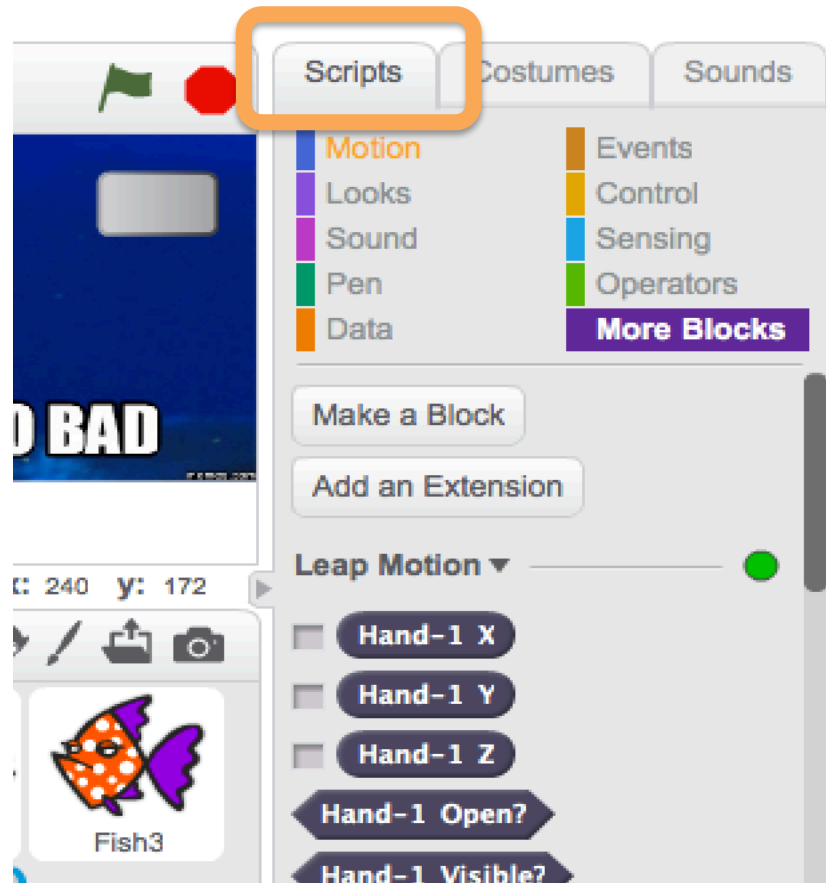 Scripts Costumes Sounds
Motion Events
Looks Control
Sound Sensing
Pen Operators
Data More Blocks
BAD
Make a Block
Add an Extension
Leap Motion
240 y: 172
Hand-1 X
Hand-1 Y
Hand-1 Z
Hand-1 Open?
Hand-1 Visible?
Fish3